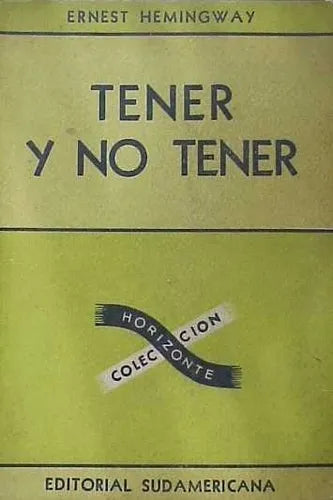 ERNEST HEMINGWAY
TENER
Y NO TENER
COLECCION
HORIZONTE
EDITORIAL SUDAMERICANA